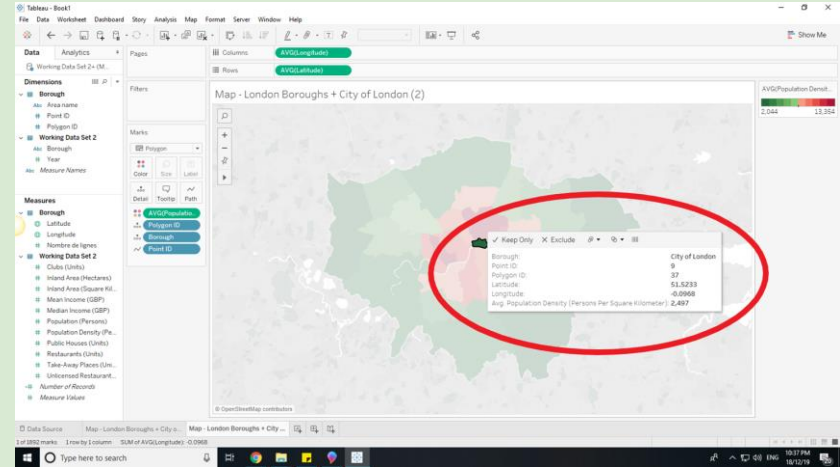 Tableau - Book1
File Data Worksheet Dashboard Story Analysis Map Format Server Window Help
Show Me
Data Analytics
Working Data Set 2+ (M...
Dimensions
Borough
Abc Area name
# Point ID
# Polygon ID
Working Data Set 2
Abc Borough
# Year
Abc Measure Names
Measures
Borough
Latitude
Longitude
# Nombre de lignes
Working Data Set 2
# Clubs (Units)
# Inland Area (Hectares)
# Inland Area (Square Kil...
# Mean Income (GBP)
# Median Income (GBP)
# Population (Persons)
# Population Density (Pe...
# Public Houses (Units)
# Restaurants (Units)
# Take-Away Places (Uni...
# Unlicensed Restaurant...
# Number of Records
# Measure Values
Pages
Filters
Marks
Polygon
Color Size Label
Detail Tooltip Path
AVG(Populatio..
Polygon ID
Borough
Point ID
Columns AVG(Longitude)
Rows AVG(Latitude)
Map - London Boroughs + City of London (2)
Keep Only Exclude
Borough: City of London
Point ID: 9
Polygon ID: 37
Latitude: 51.5233
Longitude: -0.0968
Avg. Population Density (Persons Per Square Kilometer): 2,497
© OpenStreetMap contributors
AVG(Population Densit...
2,044 13,354
Data Source Map - London Boroughs + City o... Map - London Boroughs + City ...
1 of 1892 marks 1 row by 1 column SUM of AVG(Longitude): -0.0968
Type here to search
ENG
10:37 PM
18/12/19